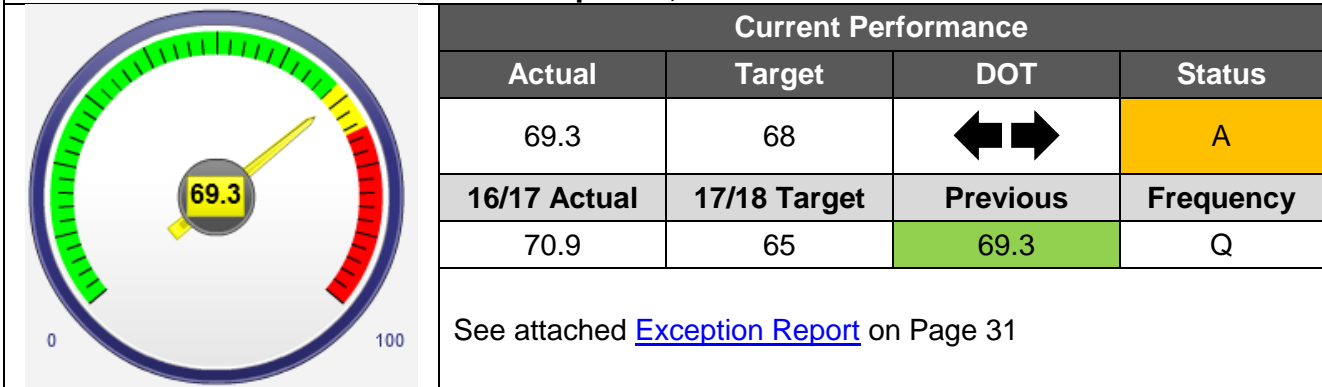 Current Performance
Actual Target DOT Status
69.3 68 A
16/17 Actual 17/18 Target Previous Frequency
70.9 65 69.3 Q
See attached Exception Report on Page 31
69.3
0 100